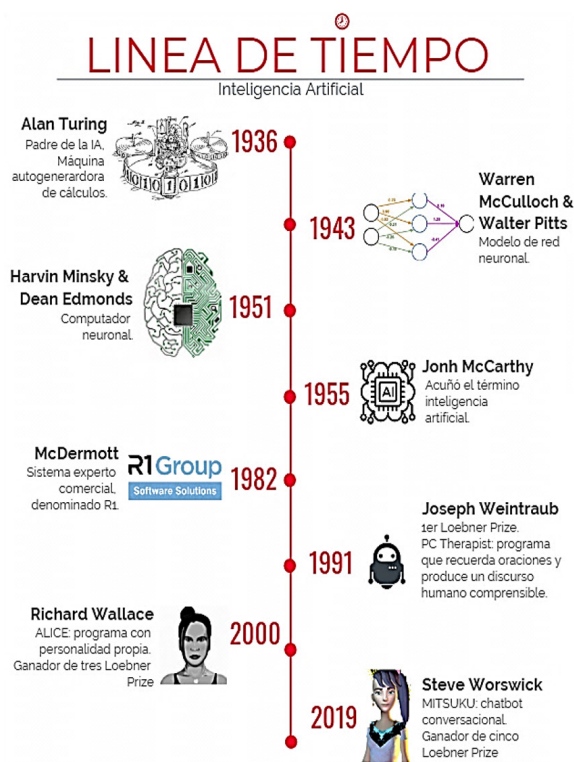 LINEA DE TIEMPO
Inteligencia Artificial
Alan Turing
Padre de la IA,
Máquina
autogenerardora
de cálculos.
1936
01010101
1943
Warren
McCulloch &
Walter Pitts
Modelo de red
neuronal.
Harvin Minsky &
Dean Edmonds
Computador
neuronal.
1951
1955
AI
Jonh McCarthy
Acuñó el término
inteligencia
artificial.
McDermott
Sistema experto
comercial,
denominado R1.
R1Group
Software Solutions
1982
1991
Joseph Weintraub
1er Loebner Prize.
PC Therapist: programa
que recuerda oraciones y
produce un discurso
humano comprensible.
Richard Wallace
ALICE: programa con
personalidad propia.
Ganador de tres Loebner
Prize
2000
2019
Steve Worswick
MITSUKU: chatbot
conversacional.
Ganador de cinco
Loebner Prize